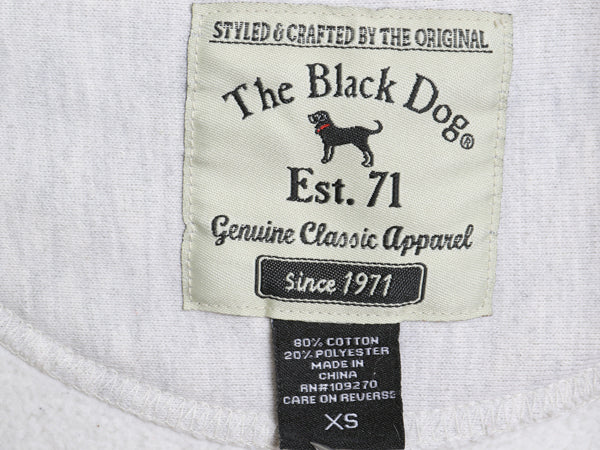 STYLED & CRAFTED BY THE ORIGINAL
The Black Dog®
Est. 71
Genuine Classic Apparel
Since 1971
80% COTTON
20% POLYESTER
MADE IN
CHINA
RN#109270
CARE ON REVERSE
XS